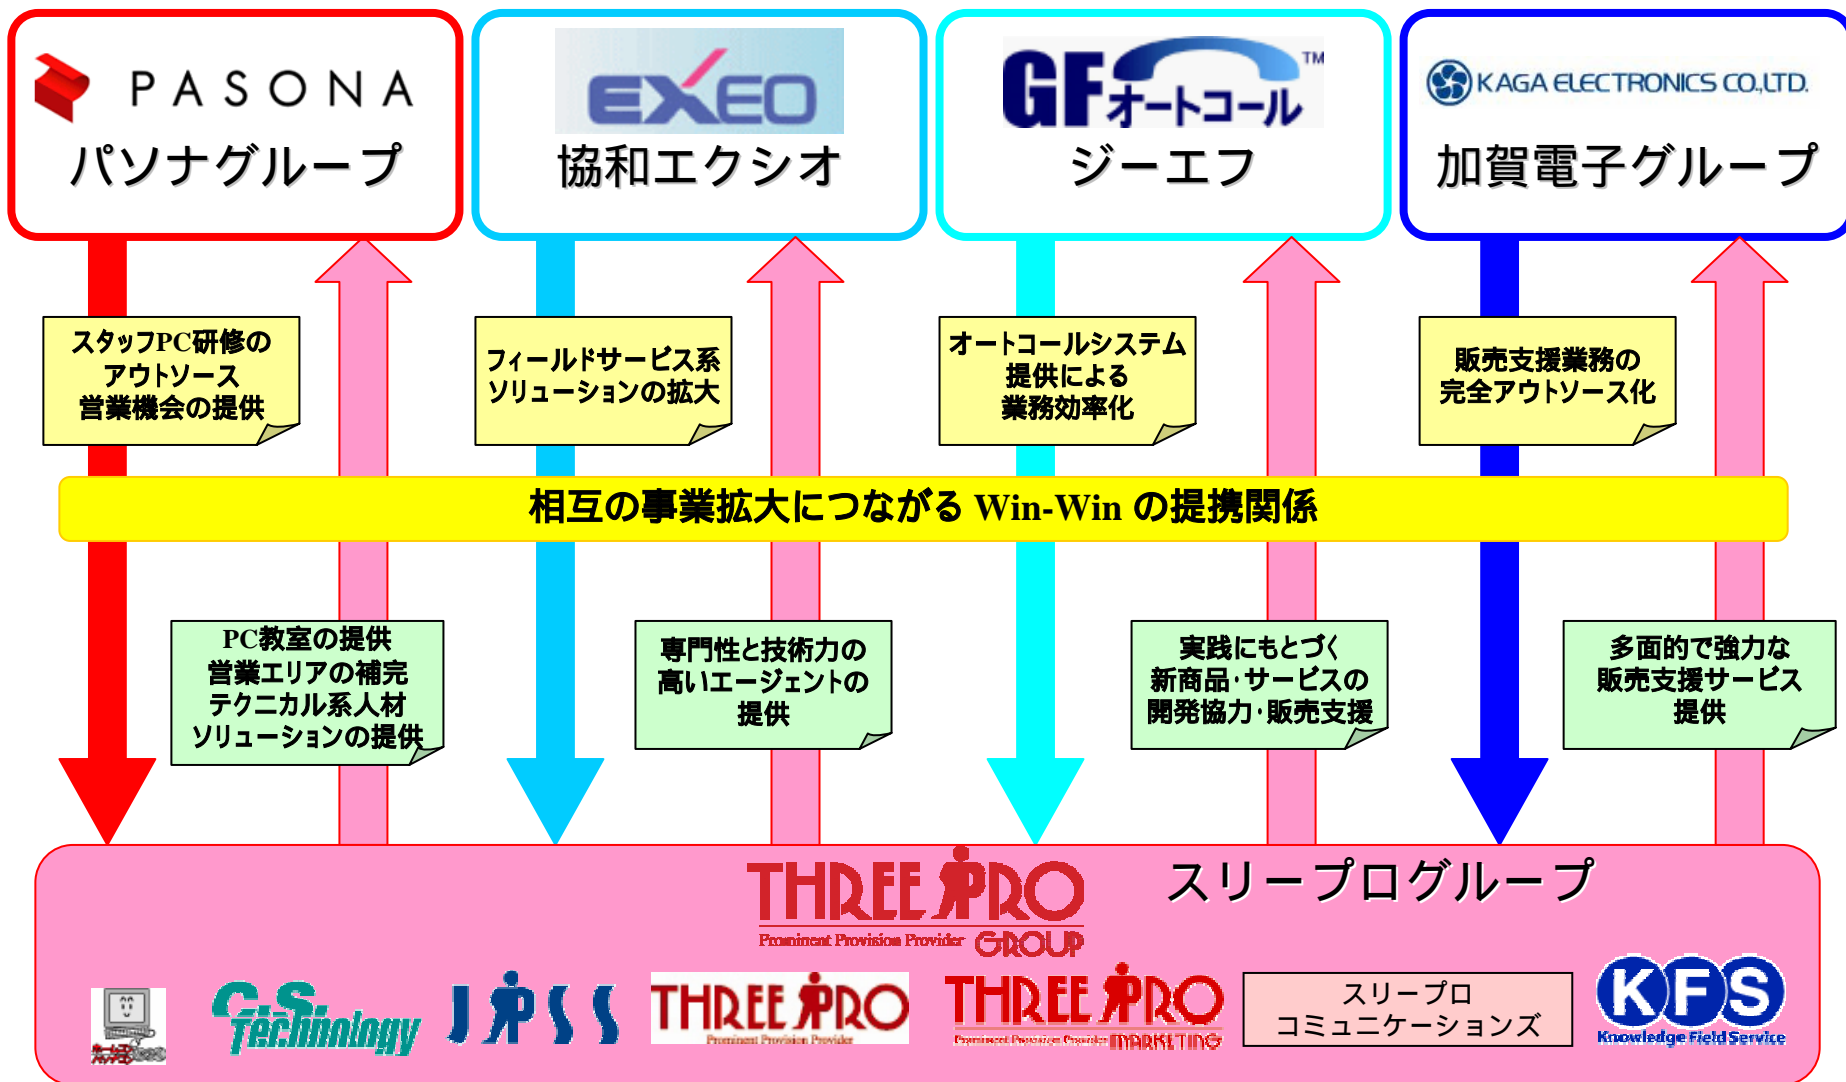 PASONA
パソナグループ
EXEO
協和エクシオ
GFオートコール™
ジーエフ
KAGA ELECTRONICS CO.,LTD.
加賀電子グループ
スタッフPC研修の
アウトソース
営業機会の提供
フィールドサービス系
ソリューションの拡大
オートコールシステム
提供による
業務効率化
販売支援業務の
完全アウトソース化
相互の事業拡大につながる Win-Win の提携関係
PC教室の提供
営業エリアの補完
テクニカル系人材
ソリューションの提供
専門性と技術力の
高いエージェントの
提供
実践にもとづく
新商品・サービスの
開発協力・販売支援
多面的で強力な
販売支援サービス
提供
THREE PRO
Prominent Provision Provider GROUP
スリープログループ
C.S.
Technology
JPSS
THREE PRO
Prominent Provision Provider
THREE PRO
Prominent Provision Provider MARKETING
スリープロ
コミュニケーションズ
KFS
Knowledge Field Service